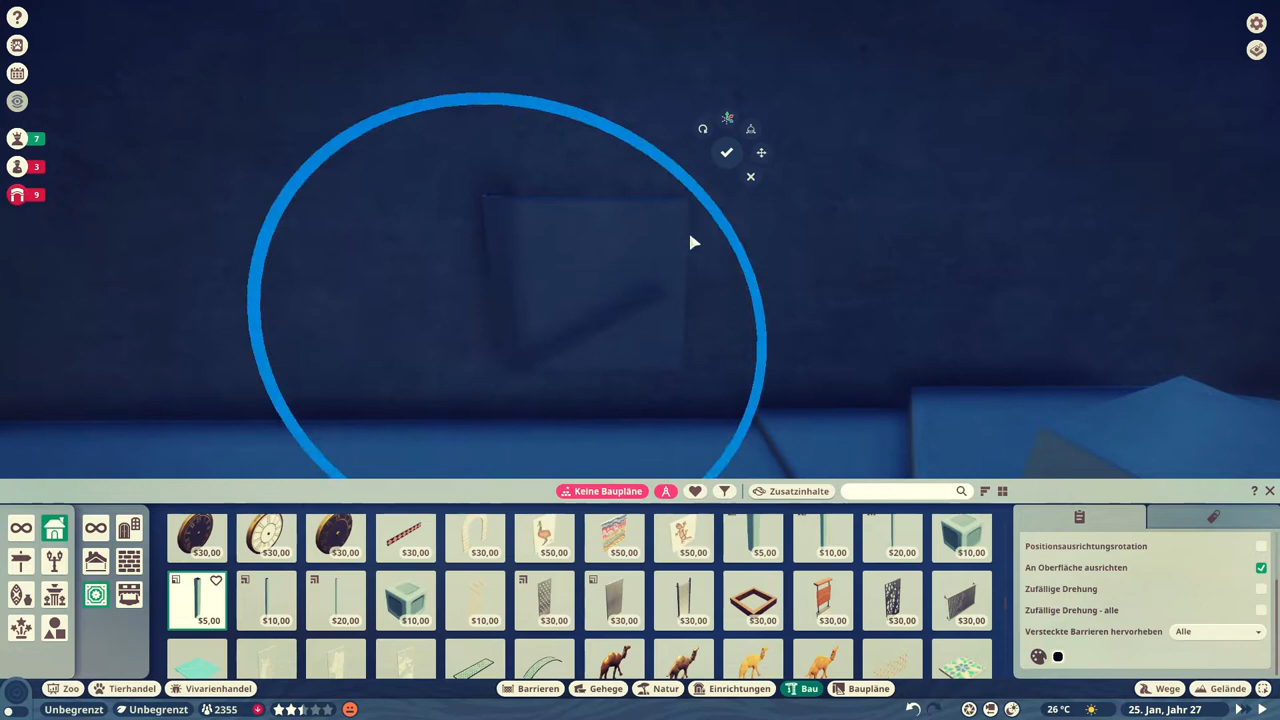 ?
7
3
9
Keine Baupläne
Zusatzinhalte
?
$30,00 $30,00 $30,00 $30,00 $30,00 $50,00 $50,00 $50,00 $5,00 $10,00 $20,00 $10,00
$5,00 $10,00 $20,00 $10,00 $30,00 $30,00 $30,00 $30,00 $30,00 $30,00 $30,00 $30,00
Positionsausrichtungsrotation
An Oberfläche ausrichten
Zufällige Drehung
Zufällige Drehung - alle
Versteckte Barrieren hervorheben Alle
Zoo Tierhandel Vivarienhandel Barrieren Gehege Natur Einrichtungen Bau Baupläne Wege Gelände
Unbegrenzt Unbegrenzt 2355 26 °C 25. Jan, Jahr 27